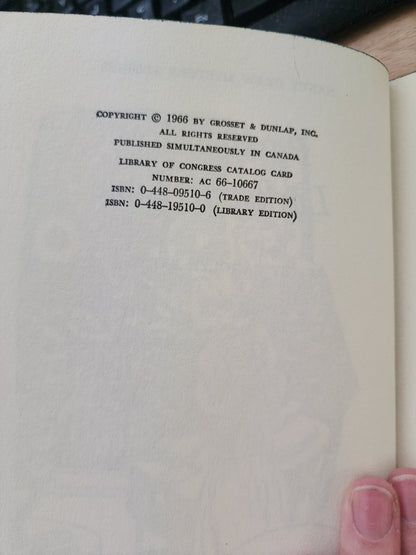 COPYRIGHT © 1966 BY GROSSET & DUNLAP, INC.
ALL RIGHTS RESERVED
PUBLISHED SIMULTANEOUSLY IN CANADA
LIBRARY OF CONGRESS CATALOG CARD
NUMBER: AC 66-10667
ISBN: 0-448-09510-6 (TRADE EDITION)
ISBN: 0-448-19510-0 (LIBRARY EDITION)